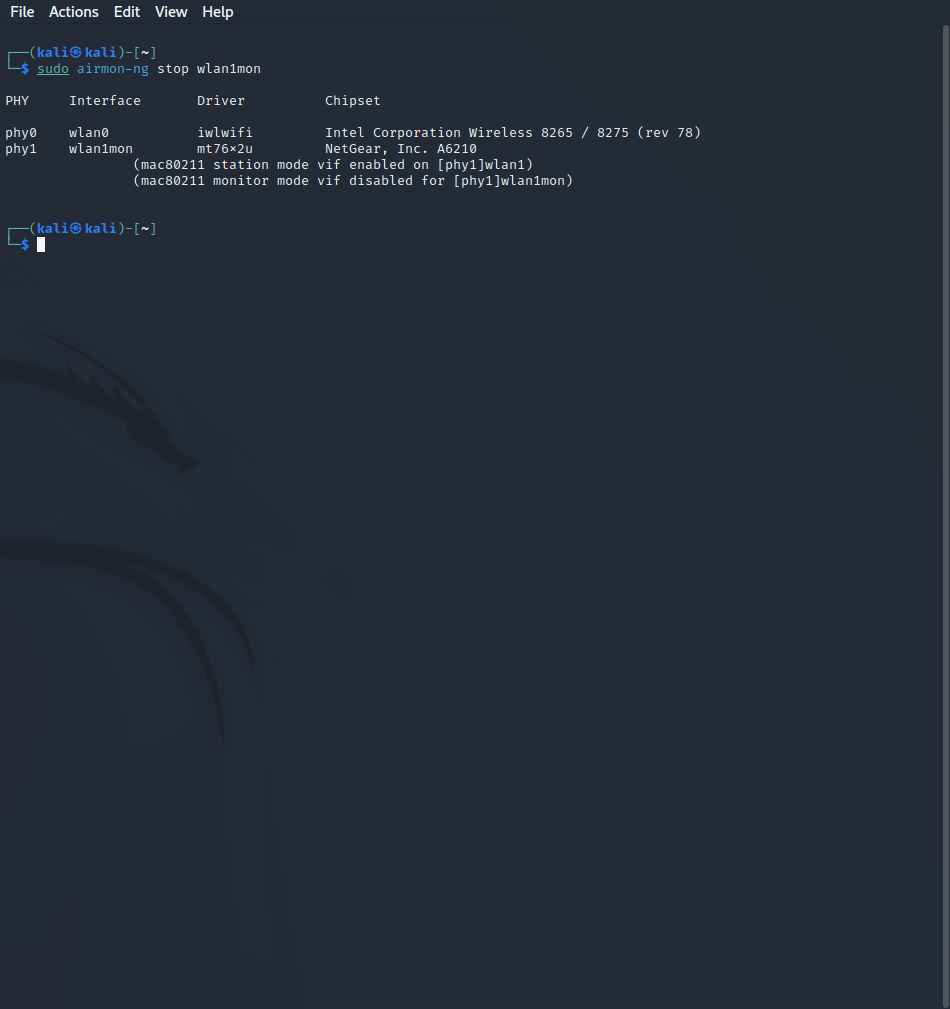 File Actions Edit View Help
┌──(kali㉿kali)-[~]
└─$ sudo airmon-ng stop wlan1mon
PHY Interface Driver Chipset
phy0 wlan0 iwlwifi Intel Corporation Wireless 8265 / 8275 (rev 78)
phy1 wlan1mon mt76×2u NetGear, Inc. A6210
(mac80211 station mode vif enabled on [phy1]wlan1)
(mac80211 monitor mode vif disabled for [phy1]wlan1mon)
┌──(kali㉿kali)-[~]
└─$